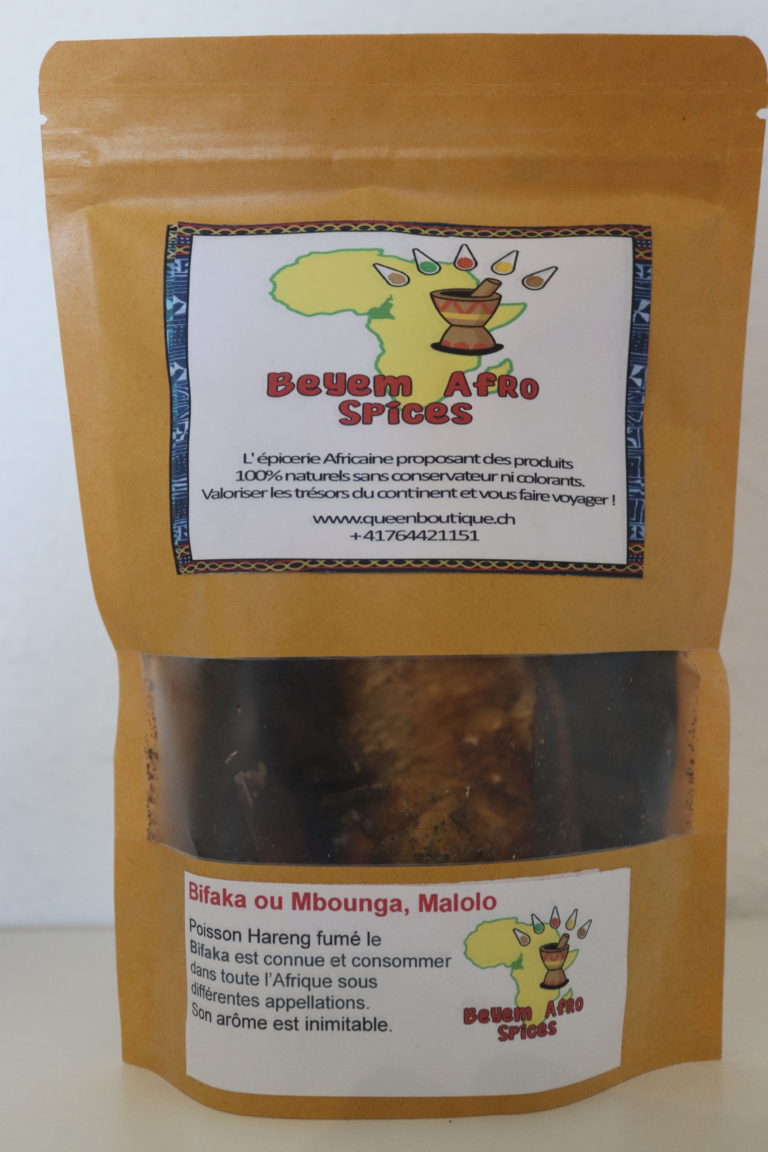 Beyem Afro
Spices
L' épicerie Africaine proposant des produits
100% naturels sans conservateur ni colorants.
Valoriser les trésors du continent et vous faire voyager !
www.queenboutique.ch
+41764421151
Bifaka ou Mbounga, Malolo
Poisson Hareng fumé le
Bifaka est connue et consommer
dans toute l'Afrique sous
différentes appellations.
Son arôme est inimitable.
Beyem Afro
Spices